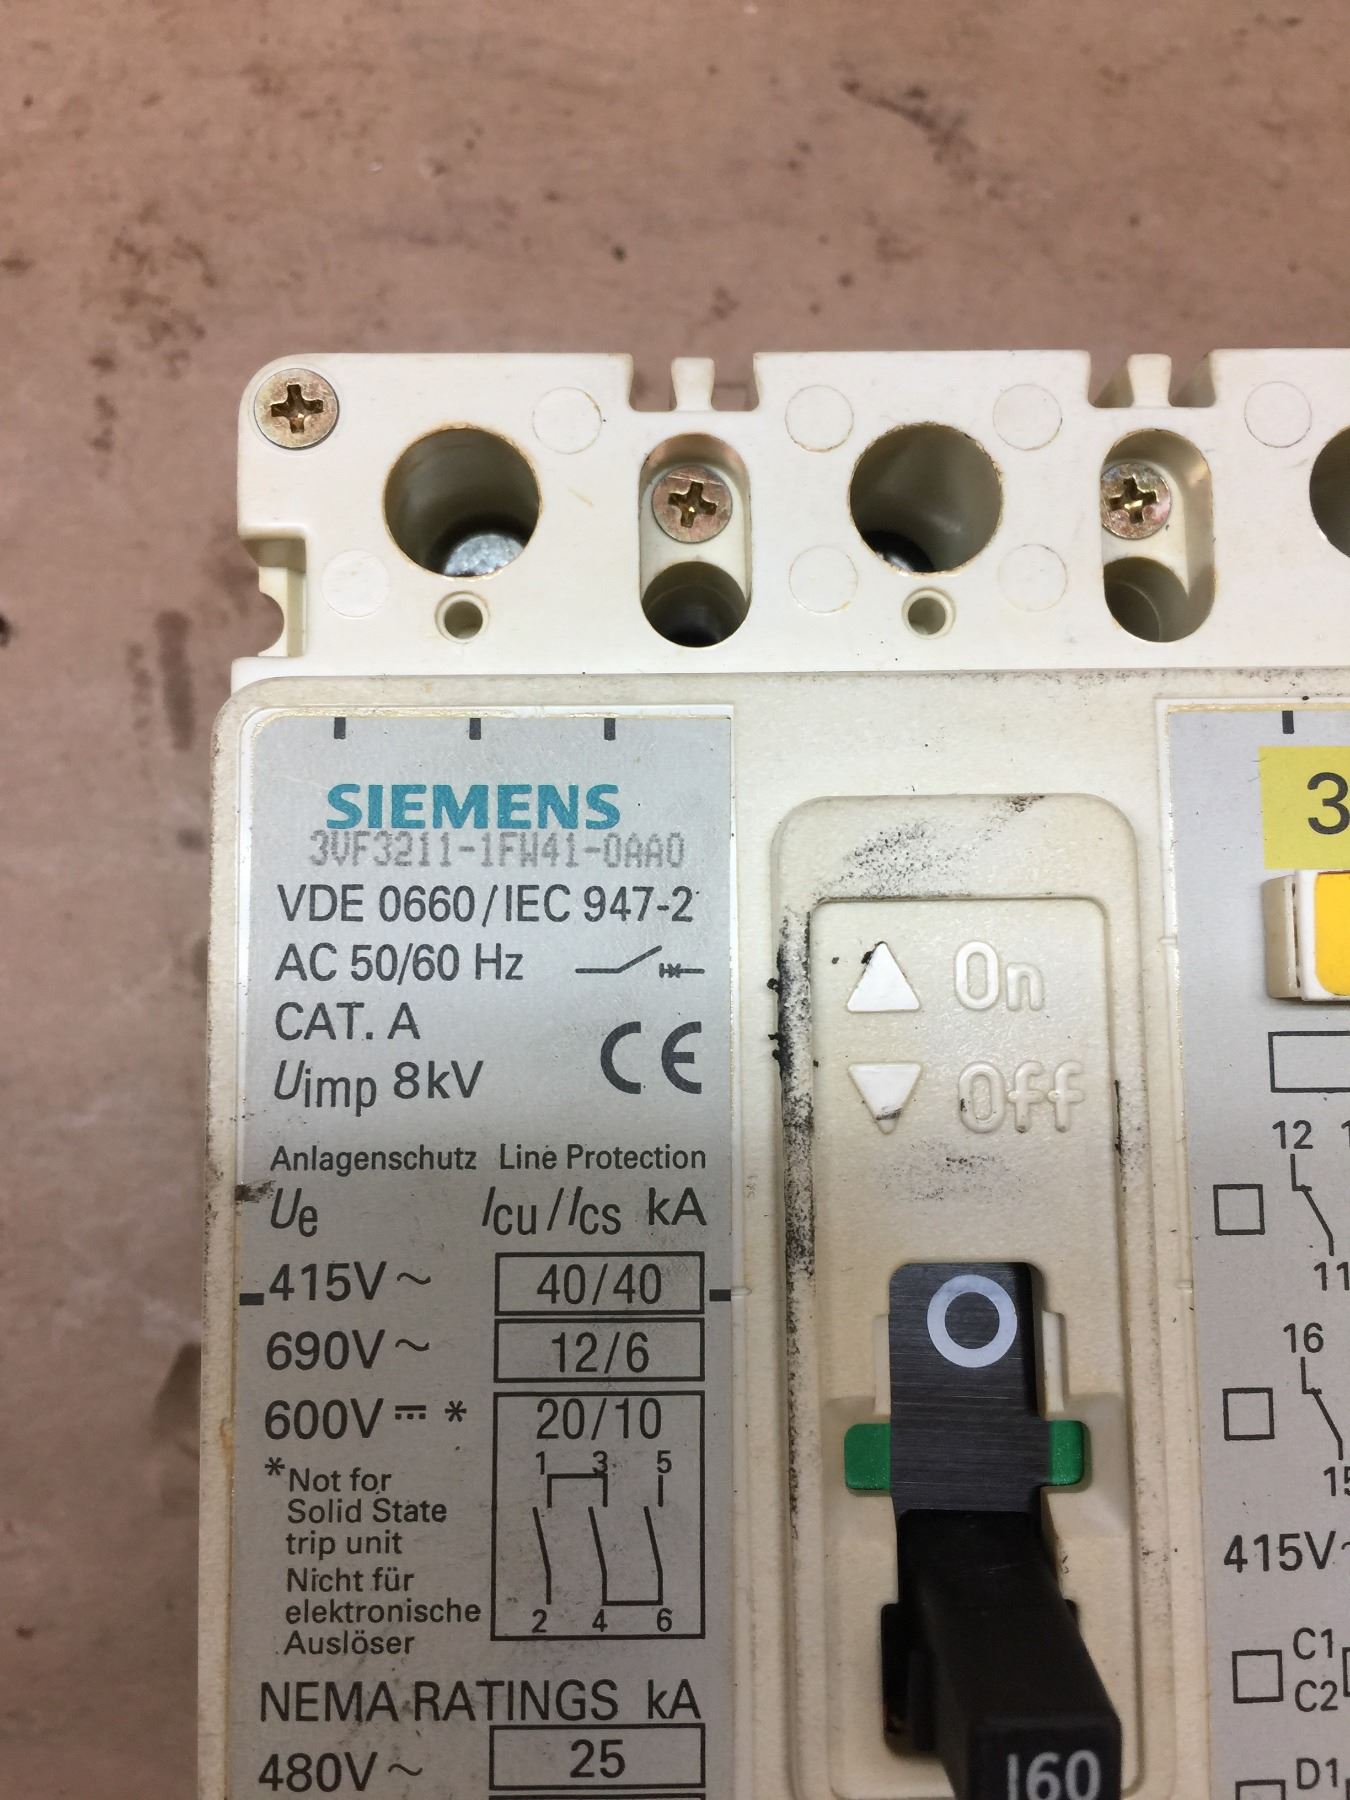 SIEMENS
3VF3211-1FW41-0AA0
VDE 0660/IEC 947-2
AC 50/60 Hz
CAT. A
CE
Uimp 8kV
Anlagenschutz Line Protection
Ue Icu/Ics kA
415V~ 40/40
690V~ 12/6
600V⎓ * 20/10
1 3 5
*Not for
Solid State
trip unit
Nicht für
elektronische
Auslöser
2 4 6
NEMA RATINGS kA
480V~ 25
On
Off
O
160
3
12
11
16
15
415V~
C1
C2
D1